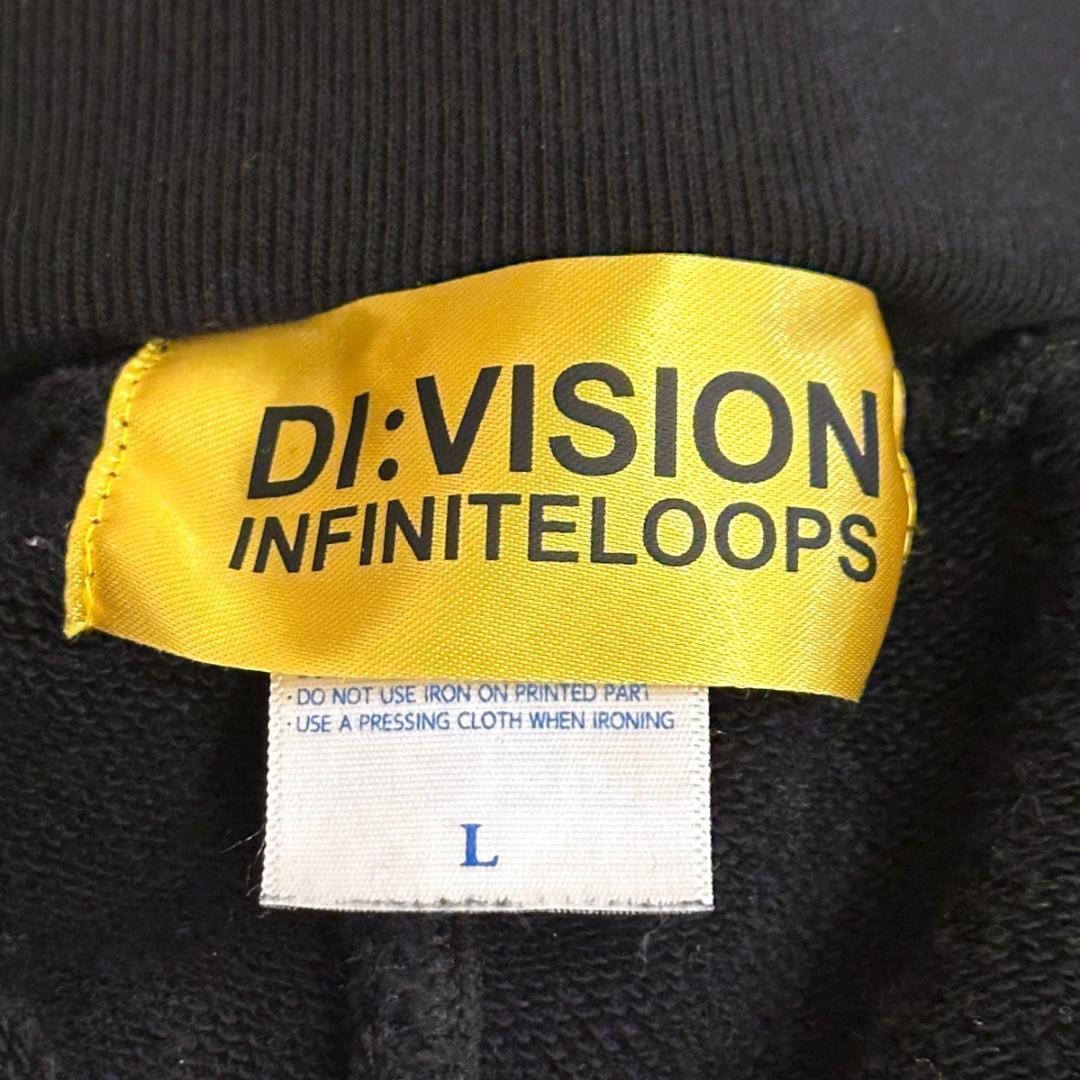 DI:VISION
INFINITELOOPS
· DO NOT USE IRON ON PRINTED PART
· USE A PRESSING CLOTH WHEN IRONING
L